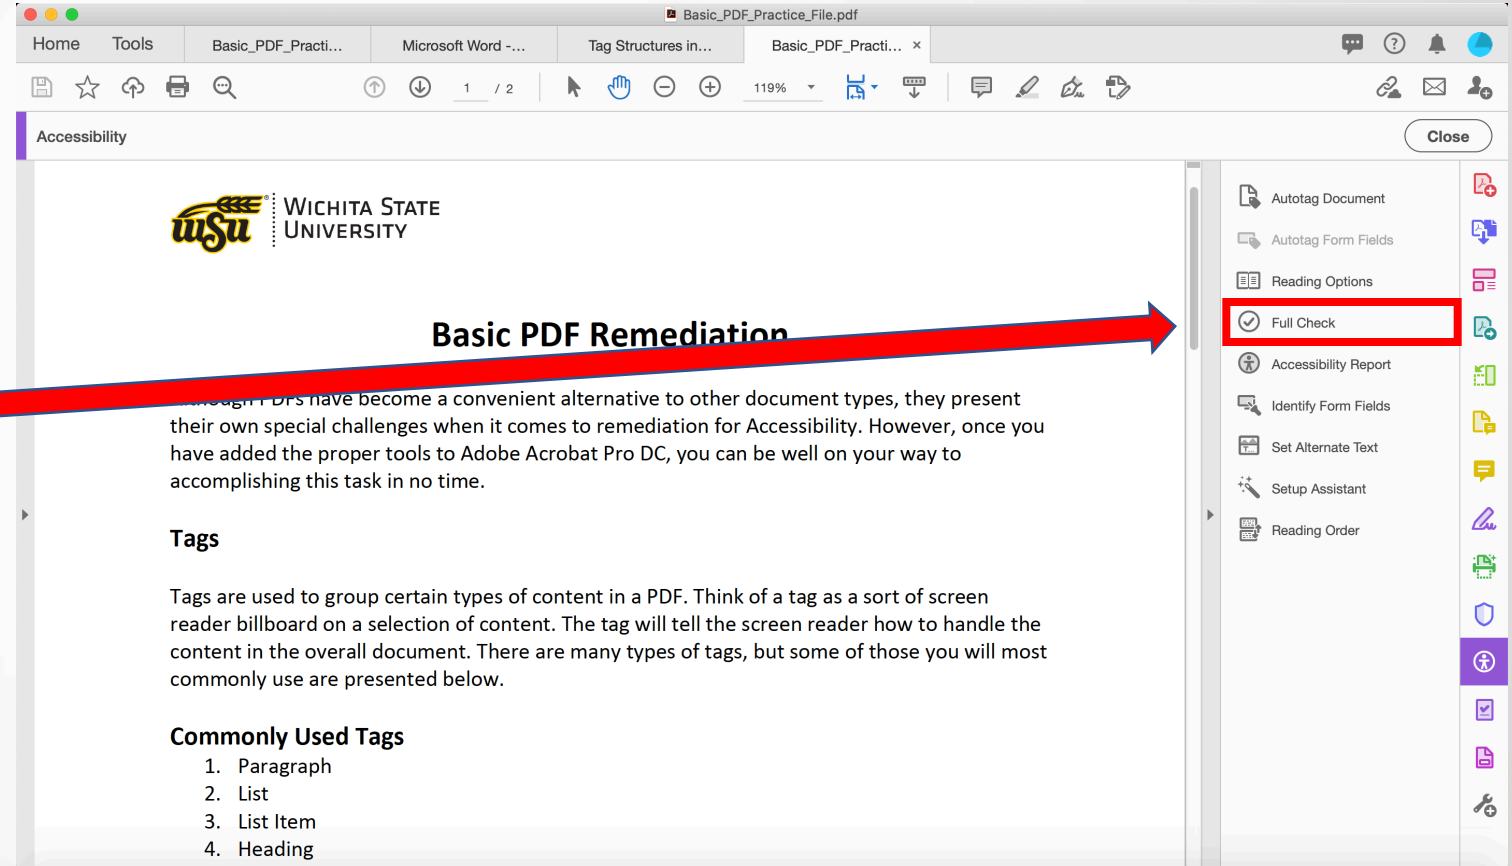 Basic_PDF_Practice_File.pdf
Home Tools Basic_PDF_Practi... Microsoft Word -... Tag Structures in... Basic_PDF_Practi... ×
1 / 2 119%
Accessibility Close
wsu WICHITA STATE
UNIVERSITY
Basic PDF Remediation
PDFs have become a convenient alternative to other document types, they present
their own special challenges when it comes to remediation for Accessibility. However, once you
have added the proper tools to Adobe Acrobat Pro DC, you can be well on your way to
accomplishing this task in no time.
Tags
Tags are used to group certain types of content in a PDF. Think of a tag as a sort of screen
reader billboard on a selection of content. The tag will tell the screen reader how to handle the
content in the overall document. There are many types of tags, but some of those you will most
commonly use are presented below.
Commonly Used Tags
1. Paragraph
2. List
3. List Item
4. Heading
Autotag Document
Autotag Form Fields
Reading Options
Full Check
Accessibility Report
Identify Form Fields
Set Alternate Text
Setup Assistant
Reading Order